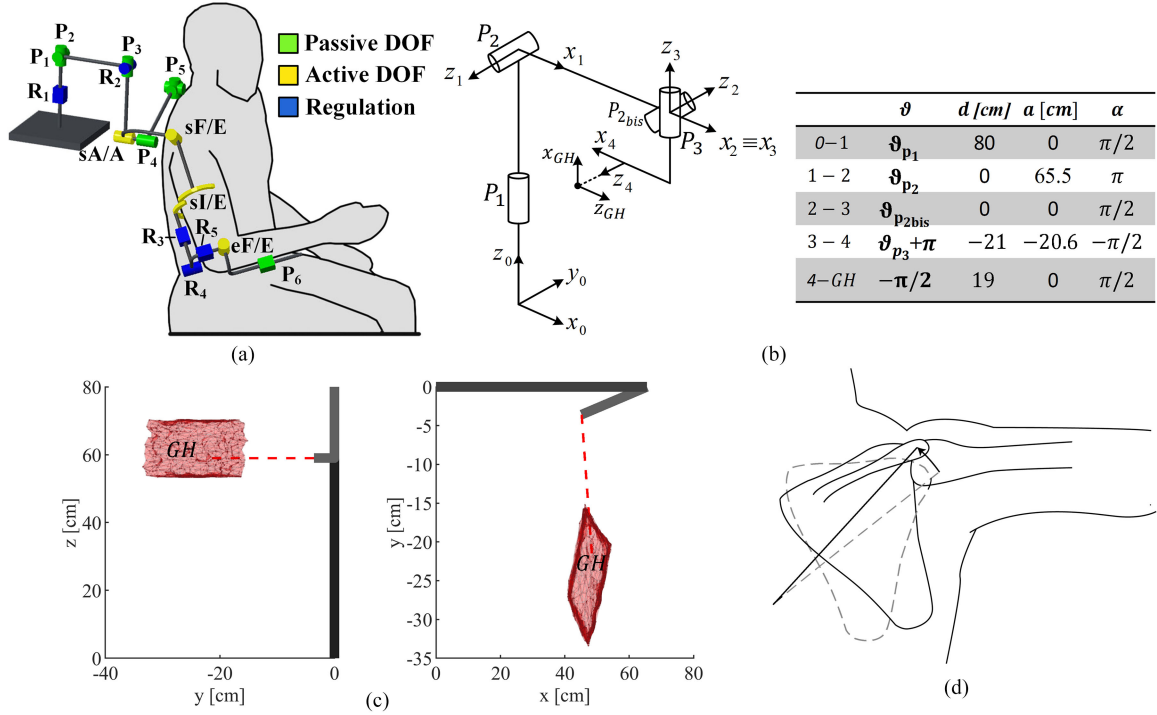 P₂
P₁
P₃
R₂
R₁
P₅
sA/A
P₄
sF/E
sI/E
R₃
R₅
eF/E
R₄
P₆
Passive DOF
Active DOF
Regulation
(a)
P₂
z₁
x₁
z₃
z₂
P₂bis
P₃
x₂ ≡ x₃
x₄
z₄
x_GH
z_GH
P₁
z₀
y₀
x₀
ϑ d /cm/ a [cm] α
0−1 ϑp₁ 80 0 π/2
1 − 2 ϑp₂ 0 65.5 π
2 − 3 ϑp₂bis 0 0 π/2
3 − 4 ϑp₃+π −21 −20.6 −π/2
4−GH −π/2 19 0 π/2
(b)
80
60
40
20
0
z [cm]
GH
-40 -20 0
y [cm]
0
-5
-10
-15
-20
-25
-30
-35
y [cm]
GH
0 20 40 60 80
x [cm]
(c)
(d)